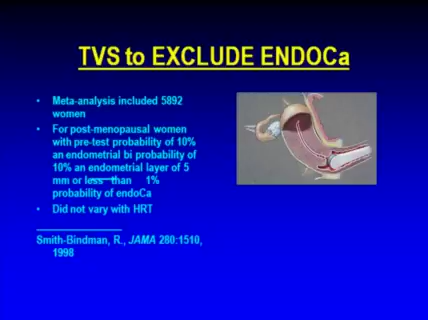 TVS to EXCLUDE ENDOCa
• Meta-analysis included 5892
women
• For post-menopausal women
with pre-test probability of 10%
an endometrial bi probability of
10% an endometrial layer of 5
mm or less than 1%
probability of endoCa
• Did not vary with HRT
Smith-Bindman, R., JAMA 280:1510,
1998